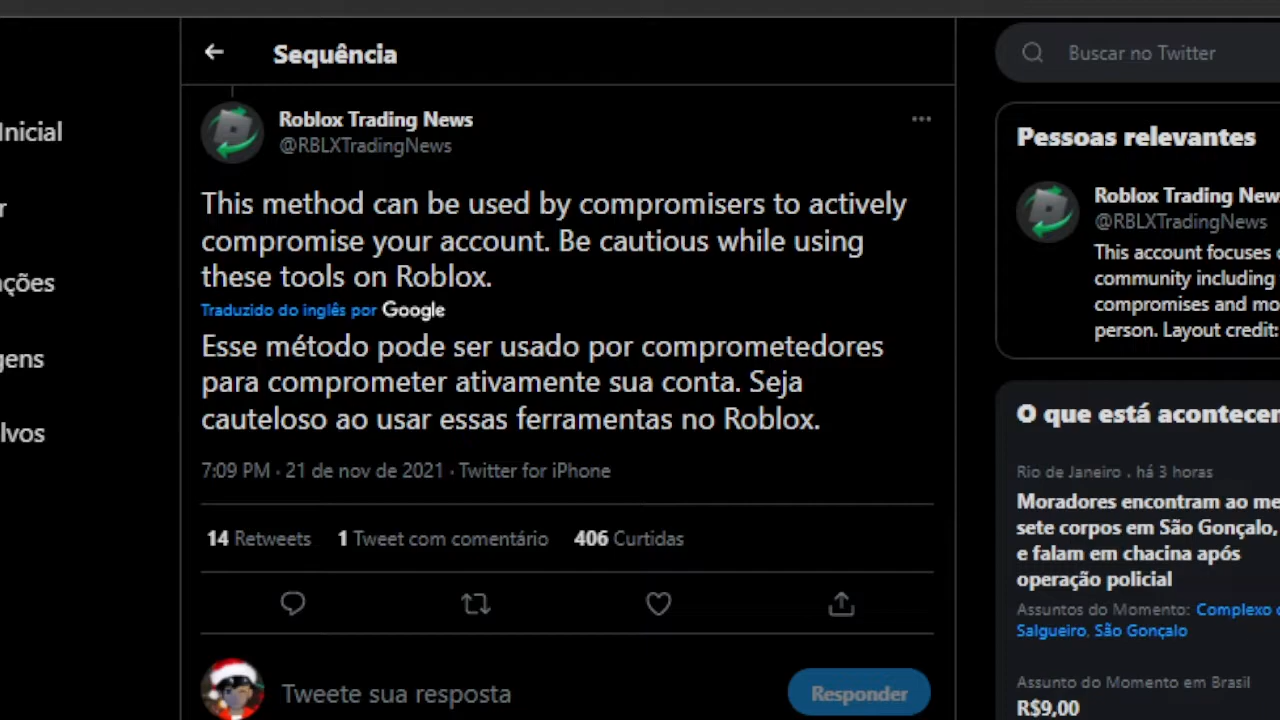 Sequência
Buscar no Twitter
Inicial
Roblox Trading News
@RBLXTradingNews
Pessoas relevantes
This method can be used by compromisers to actively
compromise your account. Be cautious while using
these tools on Roblox.
Traduzido do inglês por Google
Esse método pode ser usado por comprometedores
para comprometer ativamente sua conta. Seja
cauteloso ao usar essas ferramentas no Roblox.
7:09 PM · 21 de nov de 2021 · Twitter for iPhone
14 Retweets 1 Tweet com comentário 406 Curtidas
Tweete sua resposta
Responder
Roblox Trading New
@RBLXTradingNews
This account focuses
community including
compromises and mo
person. Layout credit:
r
ações
gens
lvos
O que está acontecer
Rio de Janeiro · há 3 horas
Moradores encontram ao me
sete corpos em São Gonçalo,
e falam em chacina após
operação policial
Assuntos do Momento: Complexo
Salgueiro, São Gonçalo
Assunto do Momento em Brasil
R$9,00